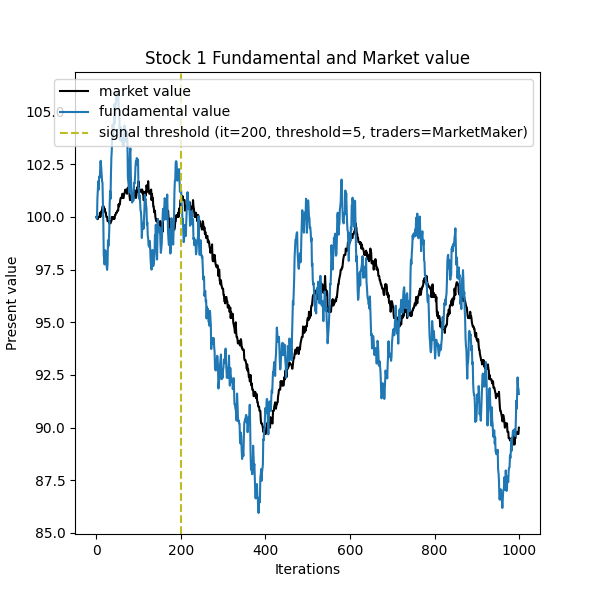 Stock 1 Fundamental and Market value
market value
fundamental value
signal threshold (it=200, threshold=5, traders=MarketMaker)
105.0
102.5
100.0
97.5
95.0
92.5
90.0
87.5
85.0
Present value
0 200 400 600 800 1000
Iterations